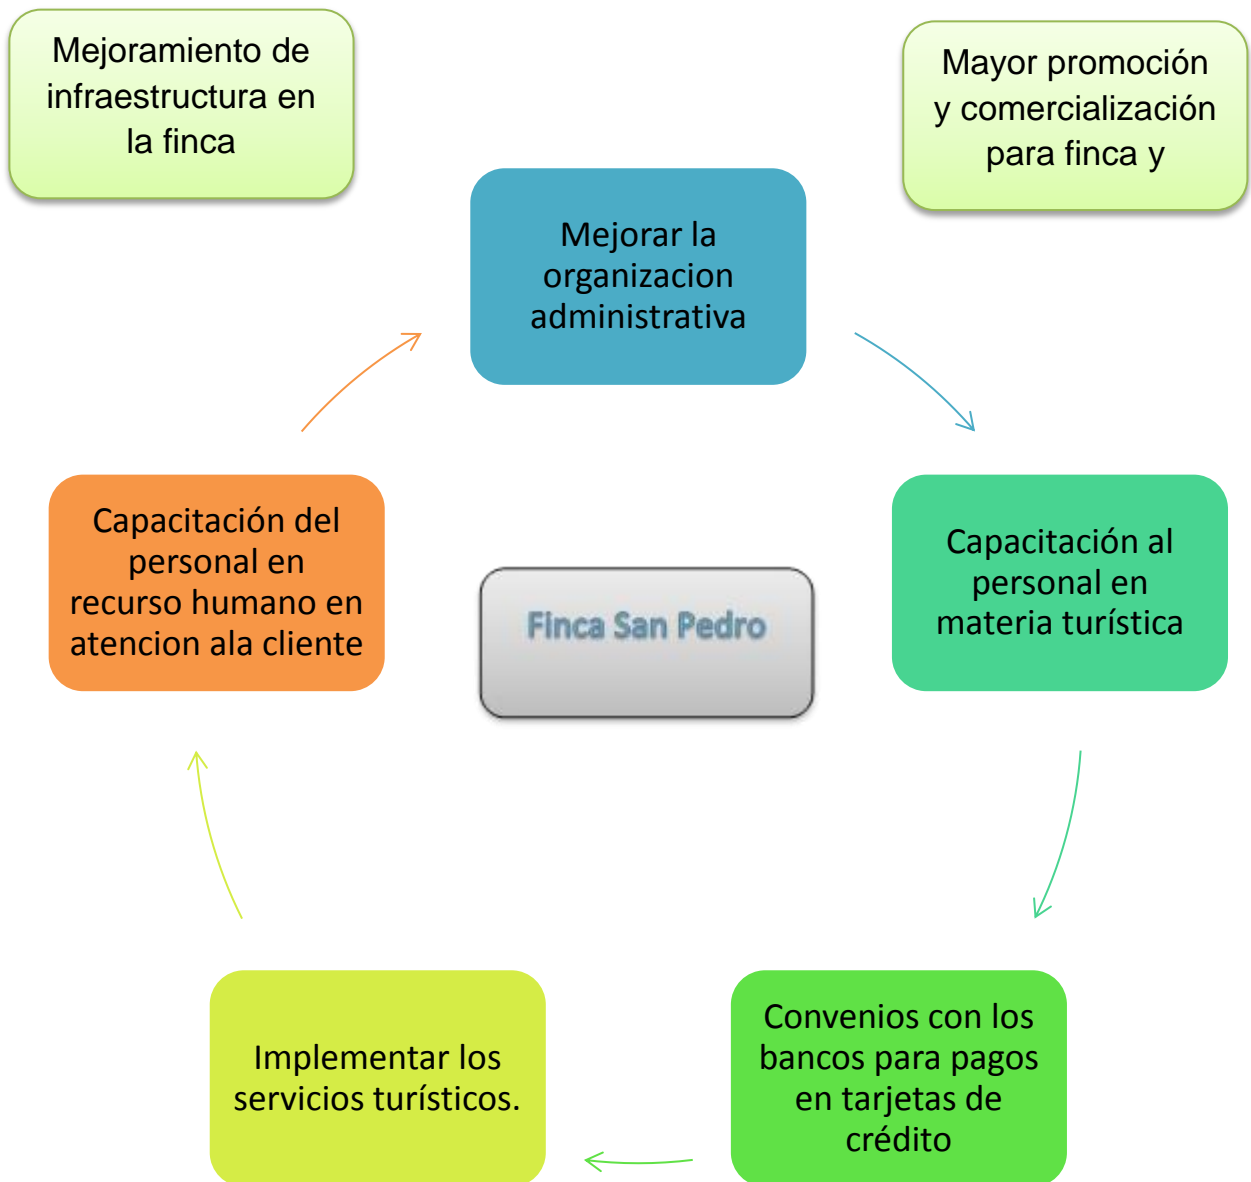 Mejoramiento de
infraestructura en
la finca
Mayor promoción
y comercialización
para finca y
Mejorar la
organizacion
administrativa
Capacitación del
personal en
recurso humano en
atencion ala cliente
Finca San Pedro
Capacitación al
personal en
materia turística
Implementar los
servicios turísticos.
Convenios con los
bancos para pagos
en tarjetas de
crédito